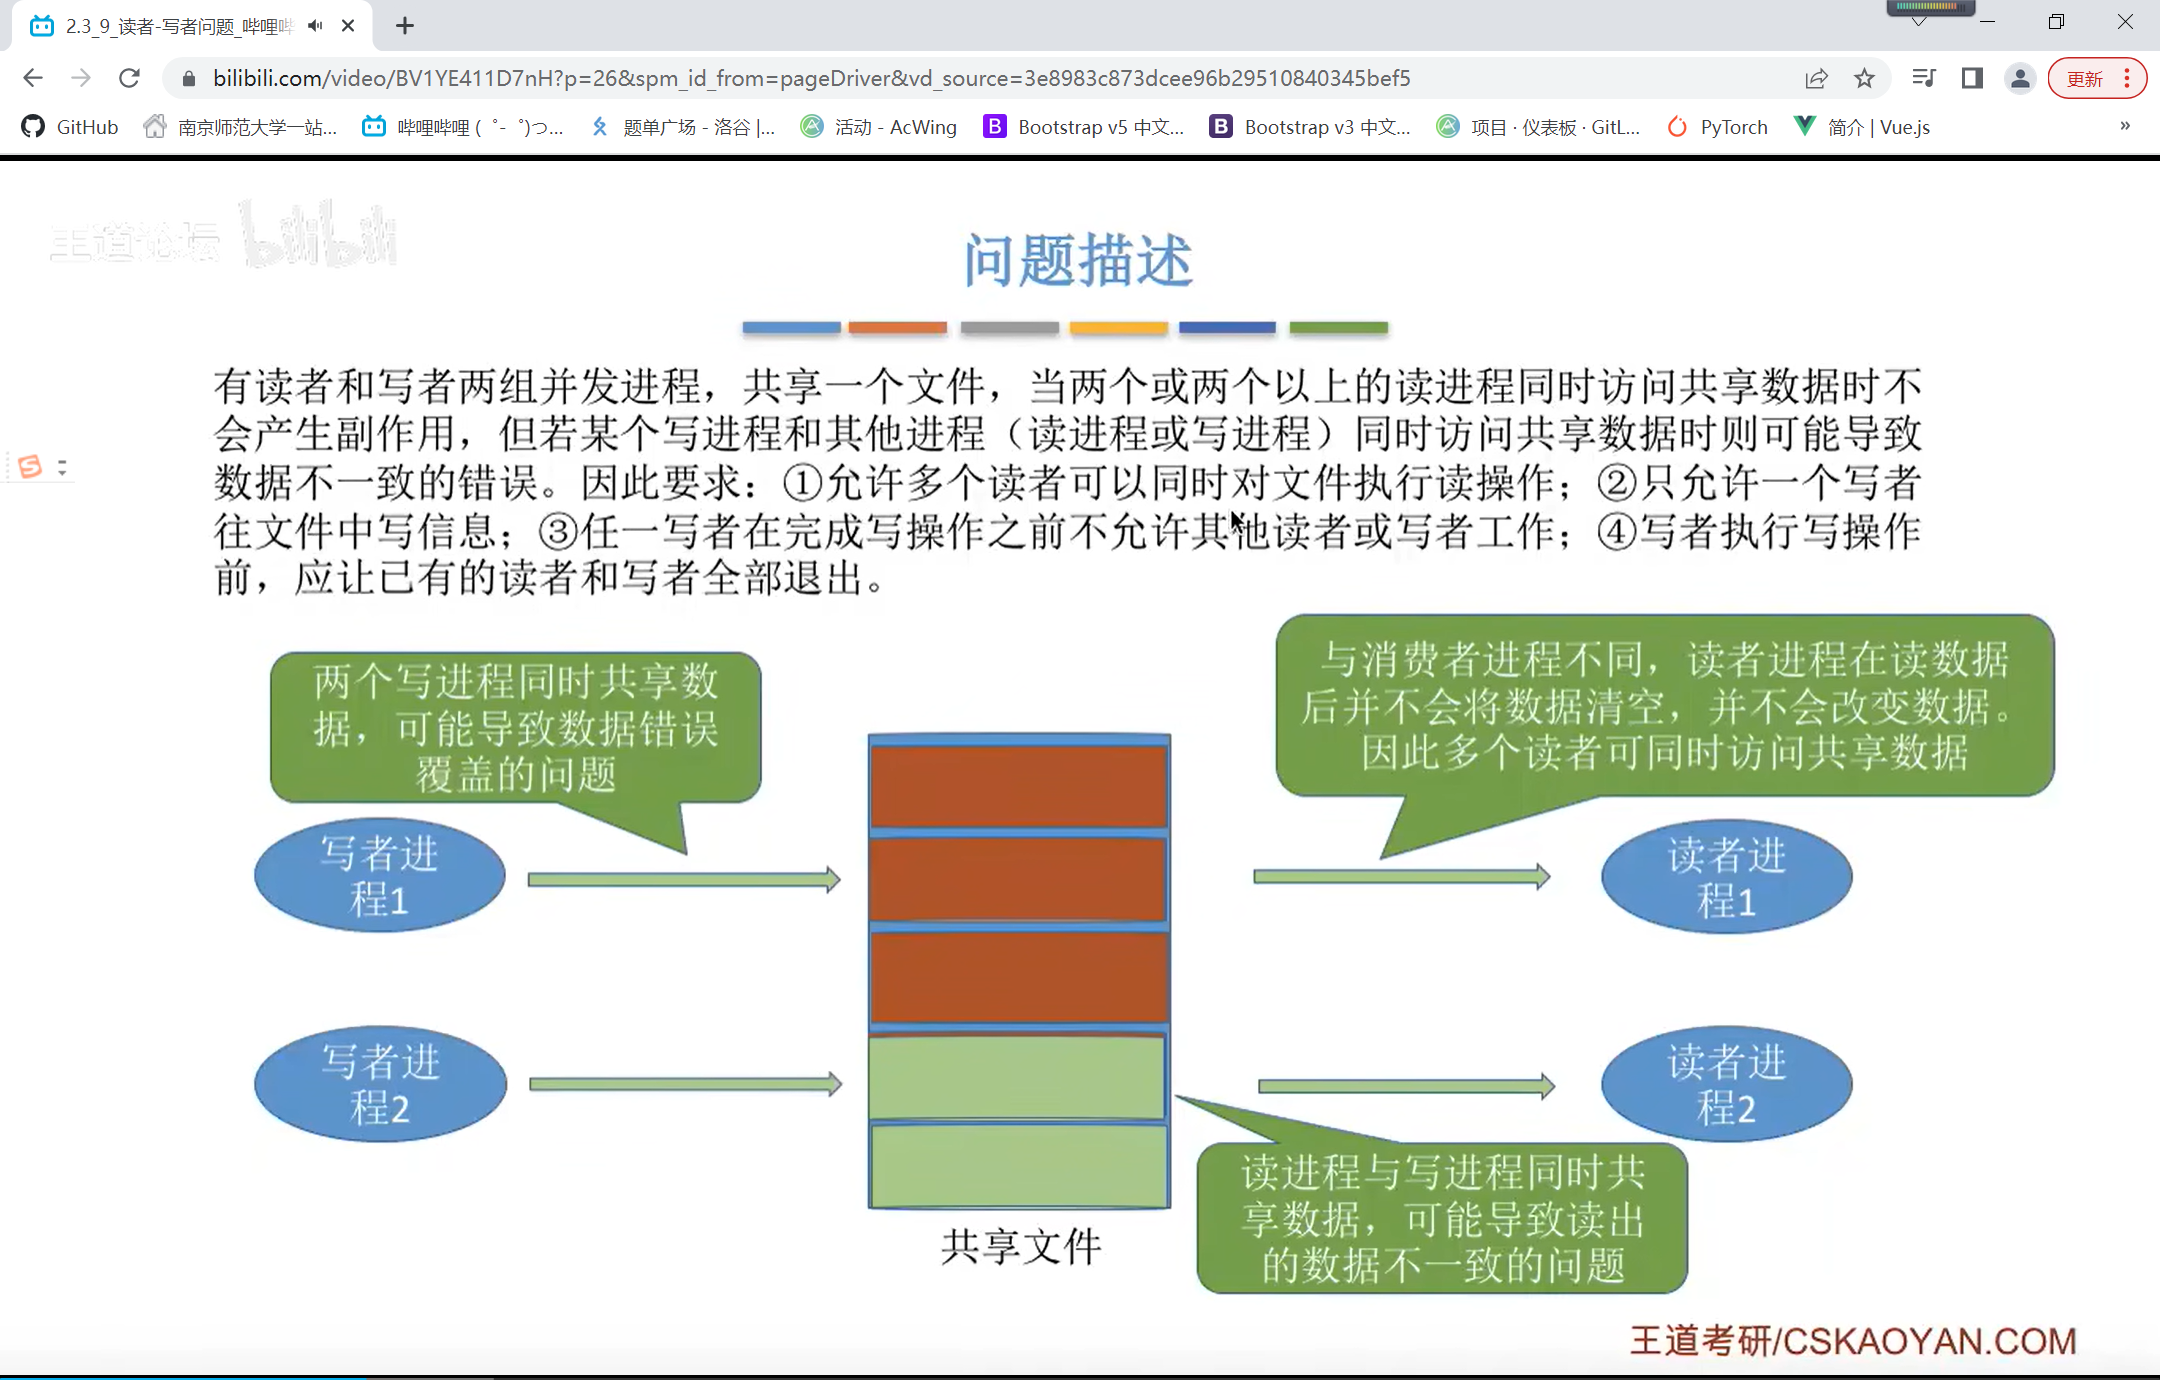 2.3_9_读者-写者问题_哔哩哔
bilibili.com/video/BV1YE411D7nH?p=26&spm_id_from=pageDriver&vd_source=3e8983c873dcee96b29510840345bef5
更新
GitHub
南京师范大学一站...
哔哩哔哩 (゜-゜)つ...
题单广场 - 洛谷 |...
活动 - AcWing
Bootstrap v5 中文...
Bootstrap v3 中文...
项目 · 仪表板 · GitL...
PyTorch
简介 | Vue.js
»
王道论坛
bilibili
问题描述
有读者和写者两组并发进程，共享一个文件，当两个或两个以上的读进程同时访问共享数据时不
会产生副作用，但若某个写进程和其他进程（读进程或写进程）同时访问共享数据时则可能导致
数据不一致的错误。因此要求：①允许多个读者可以同时对文件执行读操作；②只允许一个写者
往文件中写信息；③任一写者在完成写操作之前不允许其他读者或写者工作；④写者执行写操作
前，应让已有的读者和写者全部退出。
两个写进程同时共享数
据，可能导致数据错误
覆盖的问题
与消费者进程不同，读者进程在读数据
后并不会将数据清空，并不会改变数据。
因此多个读者可同时访问共享数据
写者进
程1
读者进
程1
写者进
程2
读者进
程2
读进程与写进程同时共
享数据，可能导致读出
的数据不一致的问题
共享文件
王道考研/CSKAOYAN.COM